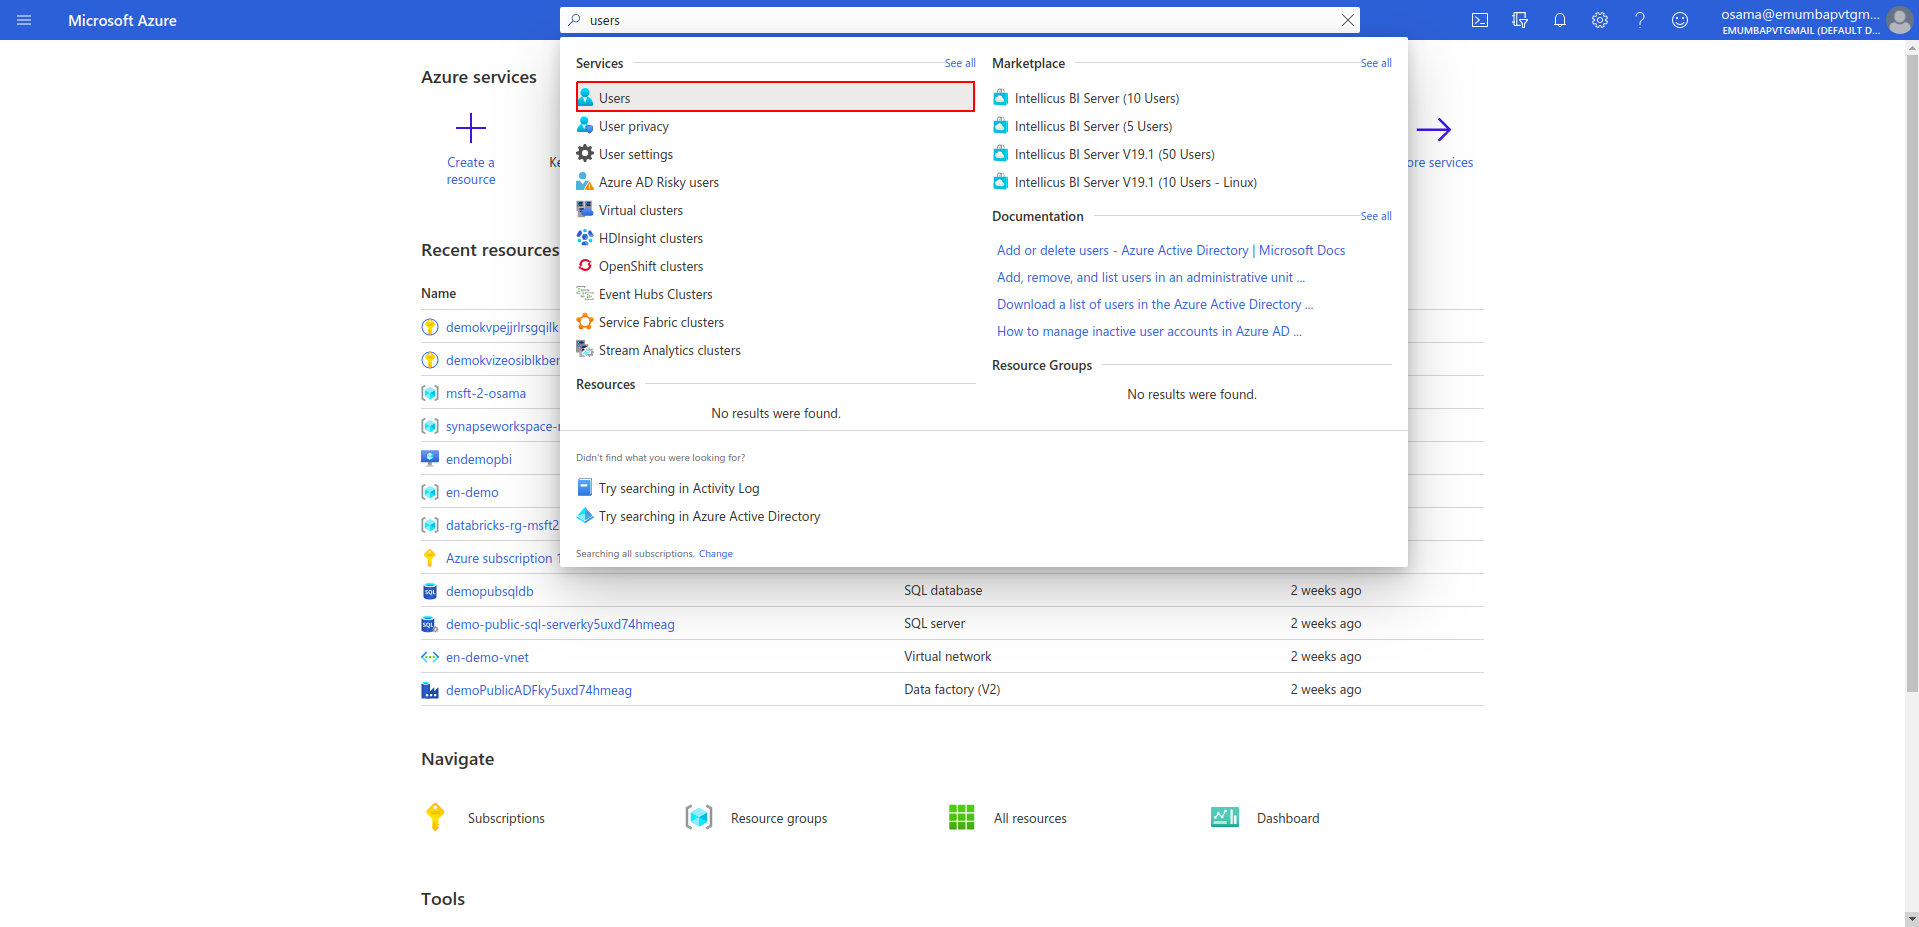 Microsoft Azure
users
osama@emumbapvtgm...
EMUMBAPVTGMAIL (DEFAULT D...
Azure services
Create a
resource
ore services
Services
See all
Users
User privacy
User settings
Azure AD Risky users
Virtual clusters
HDInsight clusters
OpenShift clusters
Event Hubs Clusters
Service Fabric clusters
Stream Analytics clusters
Resources
No results were found.
Marketplace
See all
Intellicus BI Server (10 Users)
Intellicus BI Server (5 Users)
Intellicus BI Server V19.1 (50 Users)
Intellicus BI Server V19.1 (10 Users - Linux)
Documentation
See all
Add or delete users - Azure Active Directory | Microsoft Docs
Add, remove, and list users in an administrative unit ...
Download a list of users in the Azure Active Directory ...
How to manage inactive user accounts in Azure AD ...
Resource Groups
No results were found.
Didn't find what you were looking for?
Try searching in Activity Log
Try searching in Azure Active Directory
Searching all subscriptions. Change
Recent resources
Name
demokvpejjrlrsgqilk
demokvizeosiblkber
msft-2-osama
synapseworkspace-
endemopbi
en-demo
databricks-rg-msft2
Azure subscription 1
demopubsqldb SQL database 2 weeks ago
demo-public-sql-serverky5uxd74hmeag SQL server 2 weeks ago
en-demo-vnet Virtual network 2 weeks ago
demoPublicADFky5uxd74hmeag Data factory (V2) 2 weeks ago
Navigate
Subscriptions Resource groups All resources Dashboard
Tools